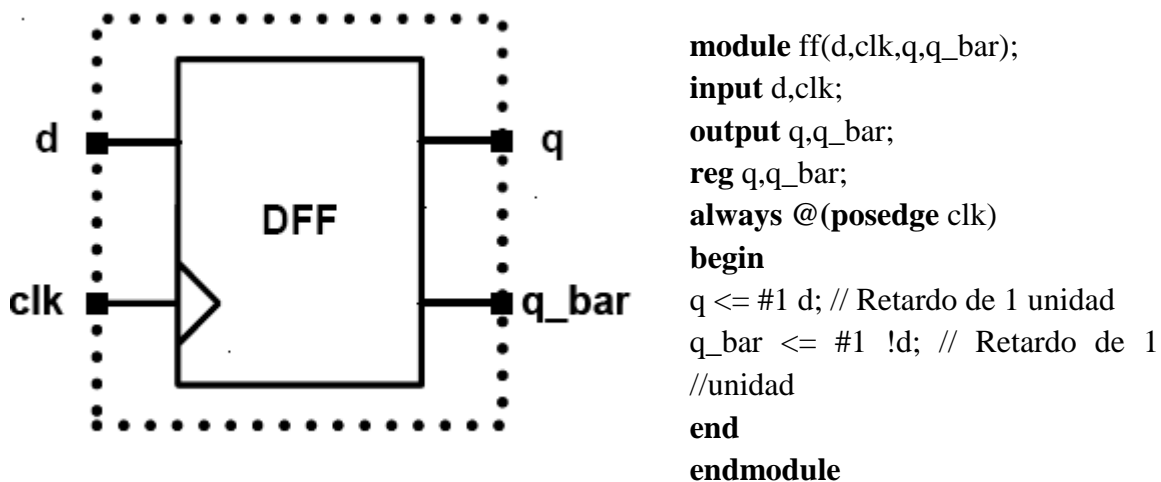 d
clk
DFF
q
q_bar
module ff(d,clk,q,q_bar);
input d,clk;
output q,q_bar;
reg q,q_bar;
always @(posedge clk)
begin
q <= #1 d; // Retardo de 1 unidad
q_bar <= #1 !d; // Retardo de 1
//unidad
end
endmodule